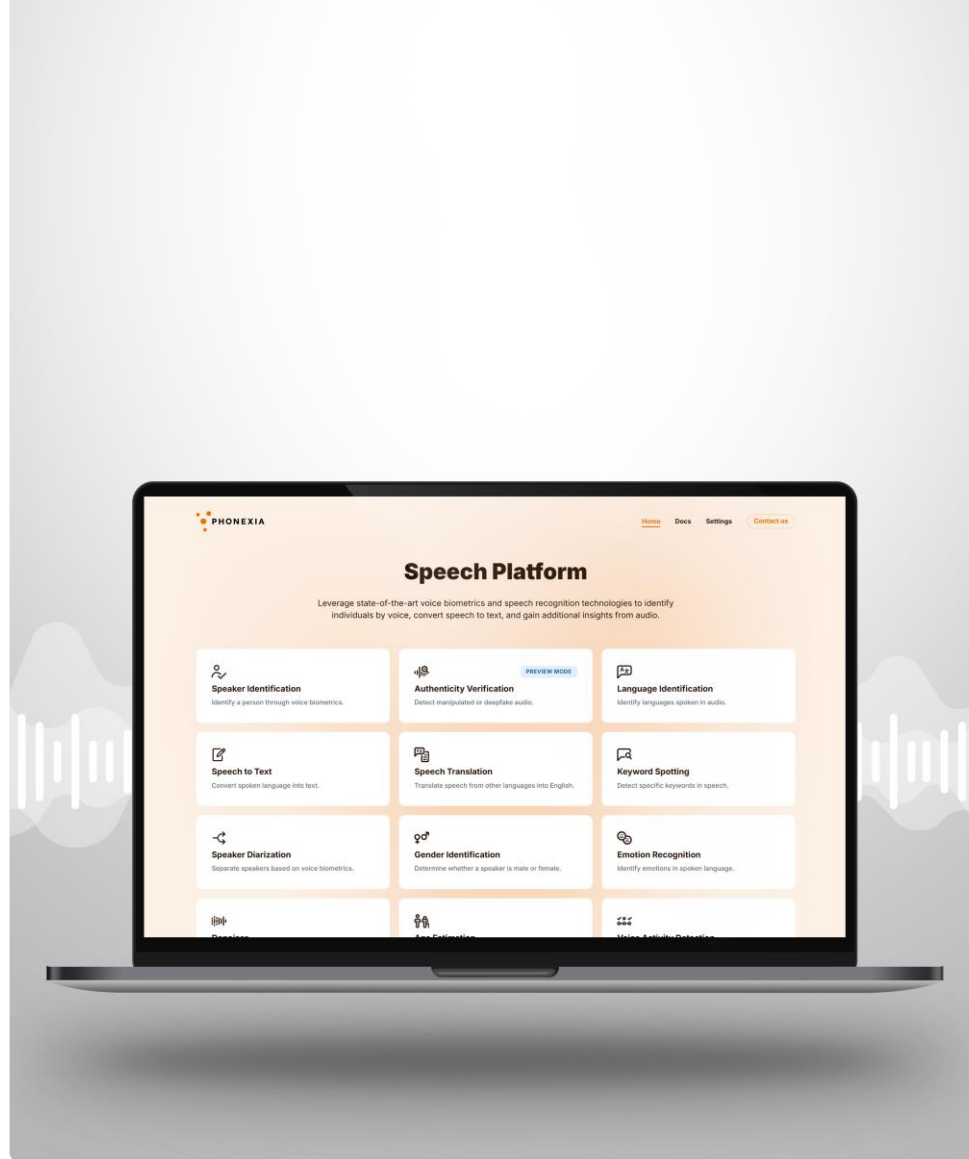 PHONEXIA
Home Docs Settings Contact us
Speech Platform
Leverage state-of-the-art voice biometrics and speech recognition technologies to identify
individuals by voice, convert speech to text, and gain additional insights from audio.
Speaker Identification
Identify a person through voice biometrics.
PREVIEW MODE
Authenticity Verification
Detect manipulated or deepfake audio.
Language Identification
Identify languages spoken in audio.
Speech to Text
Convert spoken language into text.
Speech Translation
Translate speech from other languages into English.
Keyword Spotting
Detect specific keywords in speech.
Speaker Diarization
Separate speakers based on voice biometrics.
Gender Identification
Determine whether a speaker is male or female.
Emotion Recognition
Identify emotions in spoken language.
Age Estimation
Voice Activity Detection